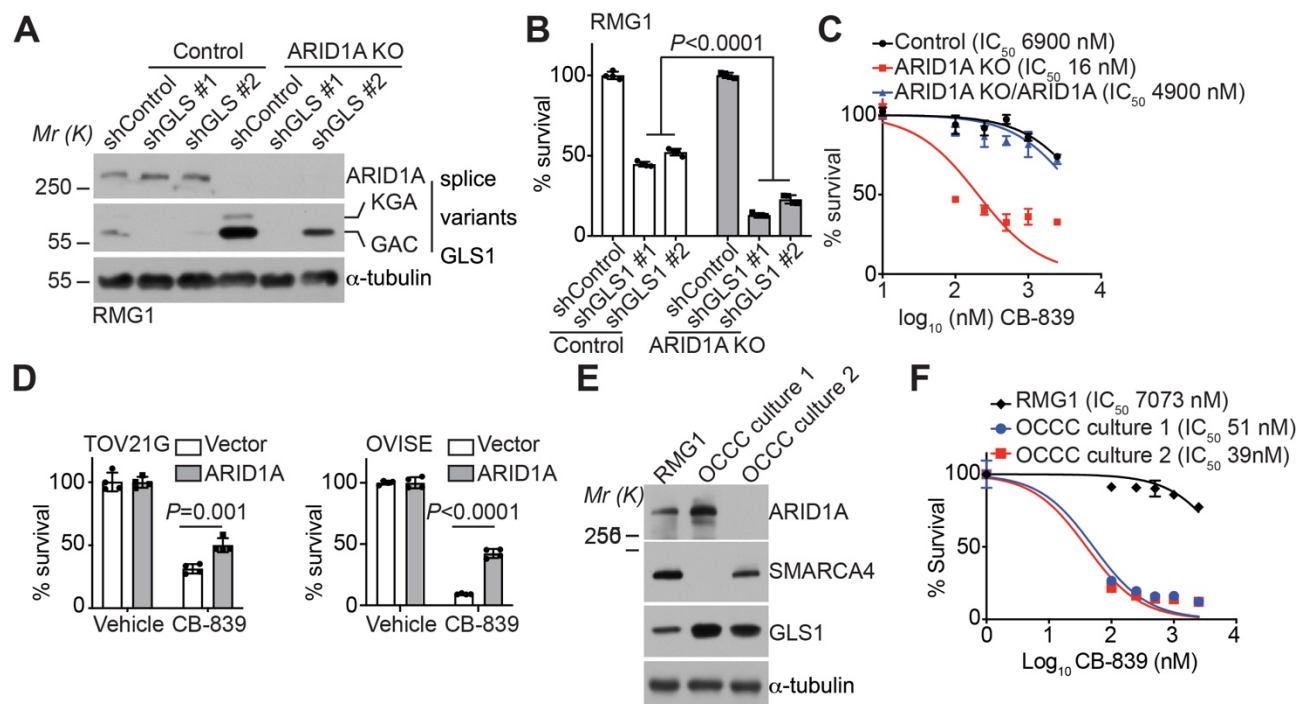 A
Control
ARID1A KO
Mr (K)
shControl
shGLS #1
shGLS #2
shControl
shGLS #1
shGLS #2
250
55
55
ARID1A
KGA
GAC
splice
variants
GLS1
α-tubulin
RMG1
B
RMG1
P<0.0001
% survival
100
50
0
shControl
shGLS1 #1
shGLS1 #2
shControl
shGLS1 #1
shGLS1 #2
Control
ARID1A KO
C
Control (IC50 6900 nM)
ARID1A KO (IC50 16 nM)
ARID1A KO/ARID1A (IC50 4900 nM)
% survival
100
50
0
1 2 3 4
log10 (nM) CB-839
D
TOV21G
Vector
ARID1A
% survival
100
50
0
P=0.001
Vehicle CB-839
OVISE
Vector
ARID1A
% survival
100
50
0
P<0.0001
Vehicle CB-839
E
RMG1
OCCC culture 1
OCCC culture 2
Mr (K)
ARID1A
SMARCA4
GLS1
α-tubulin
F
RMG1 (IC50 7073 nM)
OCCC culture 1 (IC50 51 nM)
OCCC culture 2 (IC50 39nM)
% Survival
100
50
0
0 1 2 3 4
Log10 CB-839 (nM)